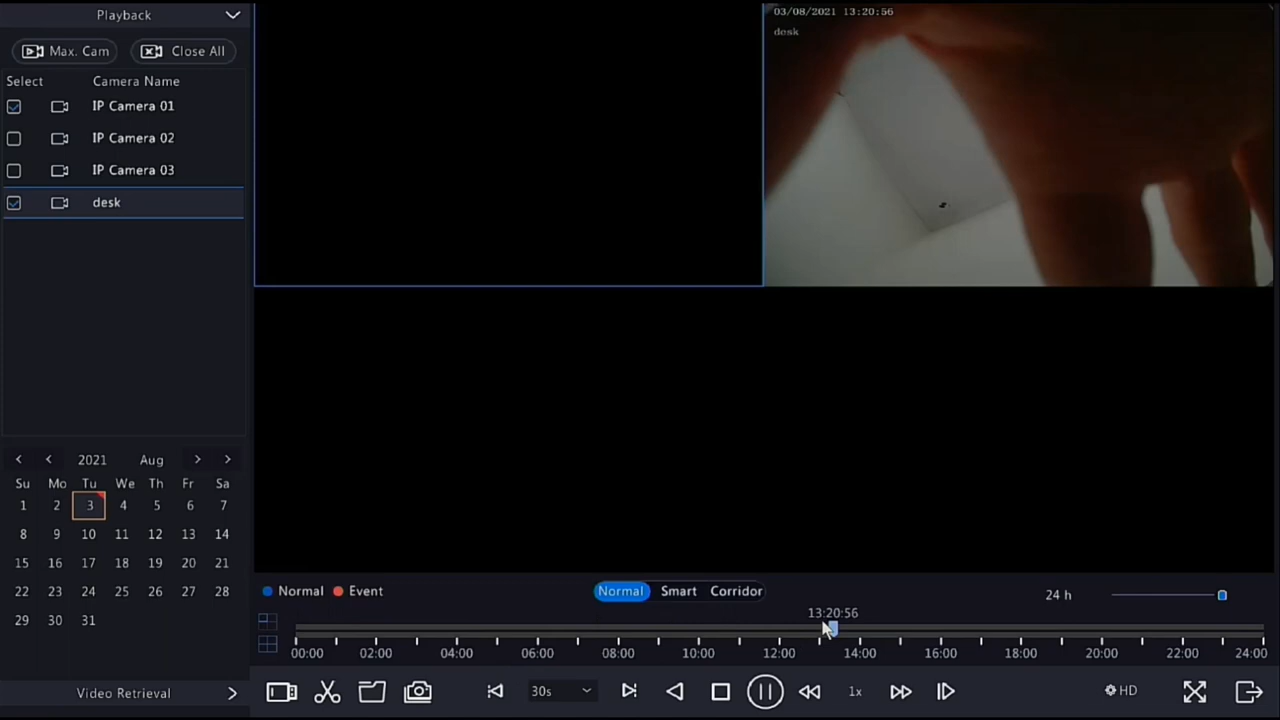 Playback
Max. Cam Close All
Select Camera Name
IP Camera 01
IP Camera 02
IP Camera 03
desk
03/08/2021 13:20:56
desk
2021 Aug
Su Mo Tu We Th Fr Sa
1 2 3 4 5 6 7
8 9 10 11 12 13 14
15 16 17 18 19 20 21
22 23 24 25 26 27 28
29 30 31
Video Retrieval
Normal Event Normal Smart Corridor 24 h
13:20:56
00:00 02:00 04:00 06:00 08:00 10:00 12:00 14:00 16:00 18:00 20:00 22:00 24:00
30s 1x HD